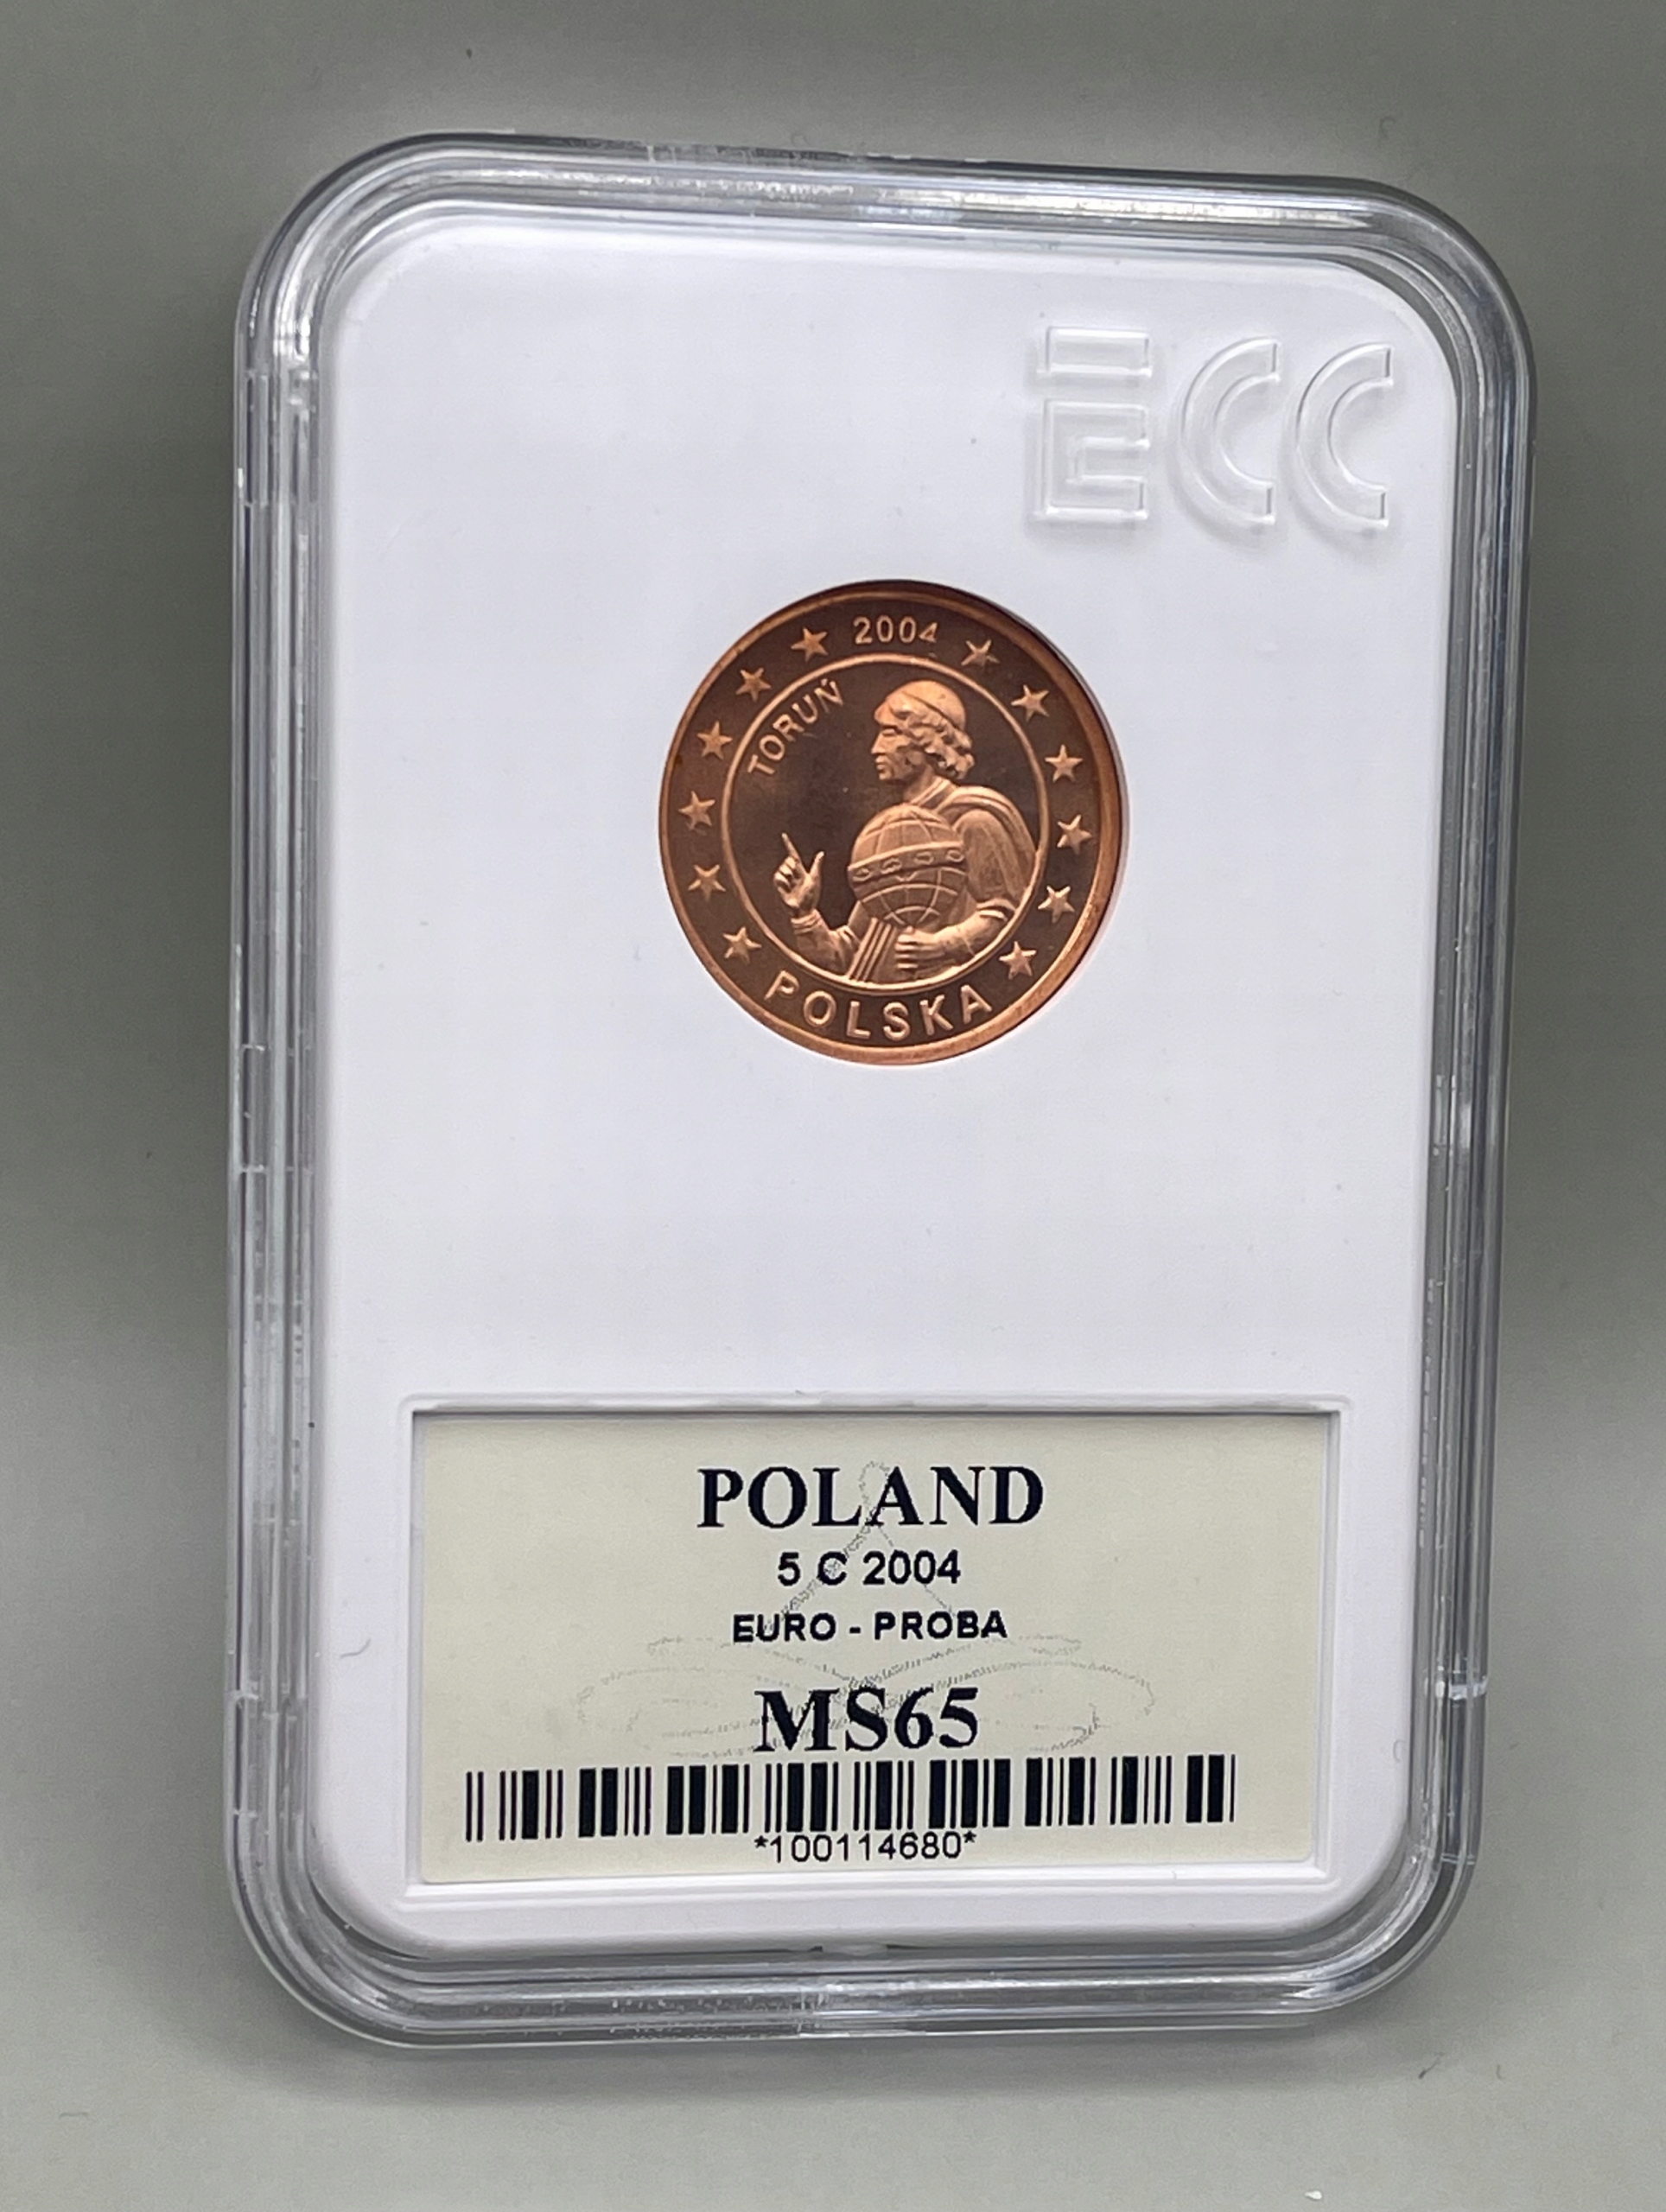 ECC
2004
TORUŃ
POLSKA
POLAND
5 C 2004
EURO - PROBA
MS65
*100114680*